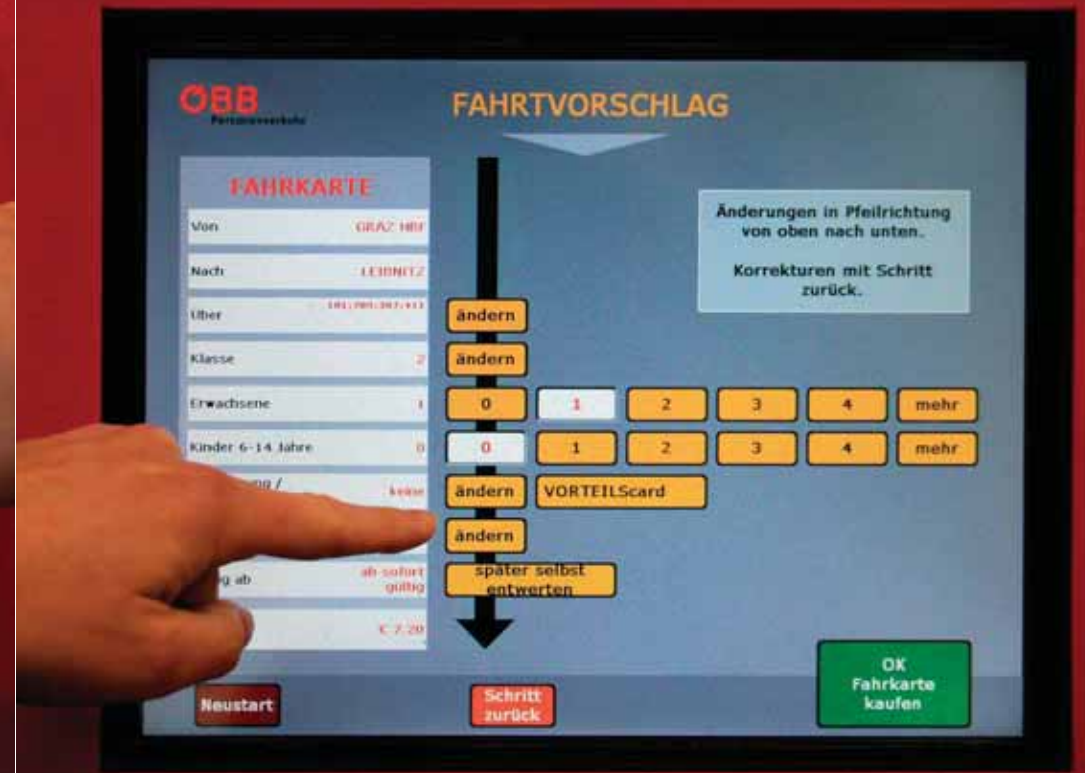 ÖBB
Personenverkehr
FAHRTVORSCHLAG
FAHRKARTE
Von GRAZ HBF
Nach LEIBNITZ
Über
ändern
Klasse 2
ändern
Erwachsene 1
0 1 2 3 4 mehr
Kinder 6-14 Jahre 0
0 1 2 3 4 mehr
keine
ändern VORTEILScard
ändern
ab ab sofort
gültig
später selbst
entwerten
€ 7.20
Änderungen in Pfeilrichtung
von oben nach unten.
Korrekturen mit Schritt
zurück.
Neustart
Schritt
zurück
OK
Fahrkarte
kaufen